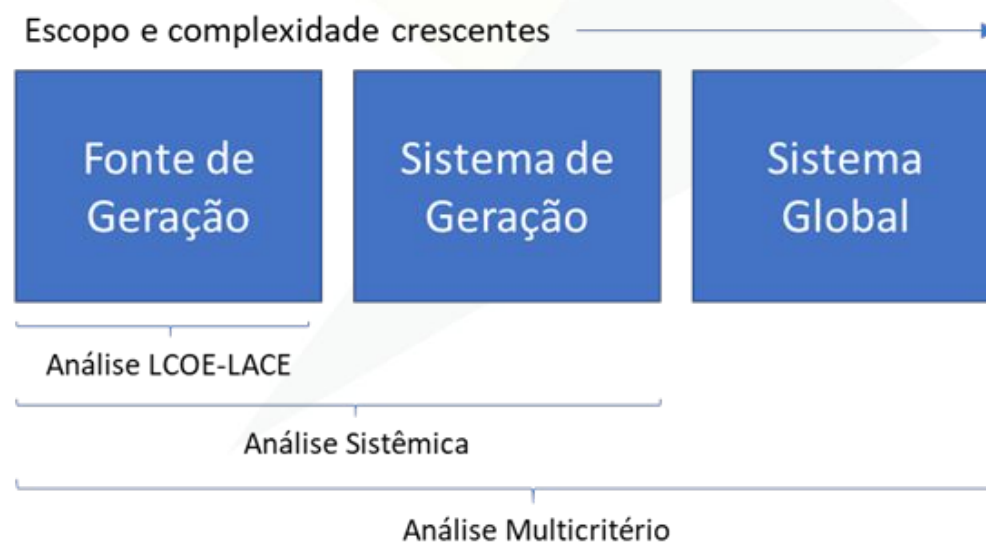 Escopo e complexidade crescentes
Fonte de
Geração
Sistema de
Geração
Sistema
Global
Análise LCOE-LACE
Análise Sistêmica
Análise Multicritério